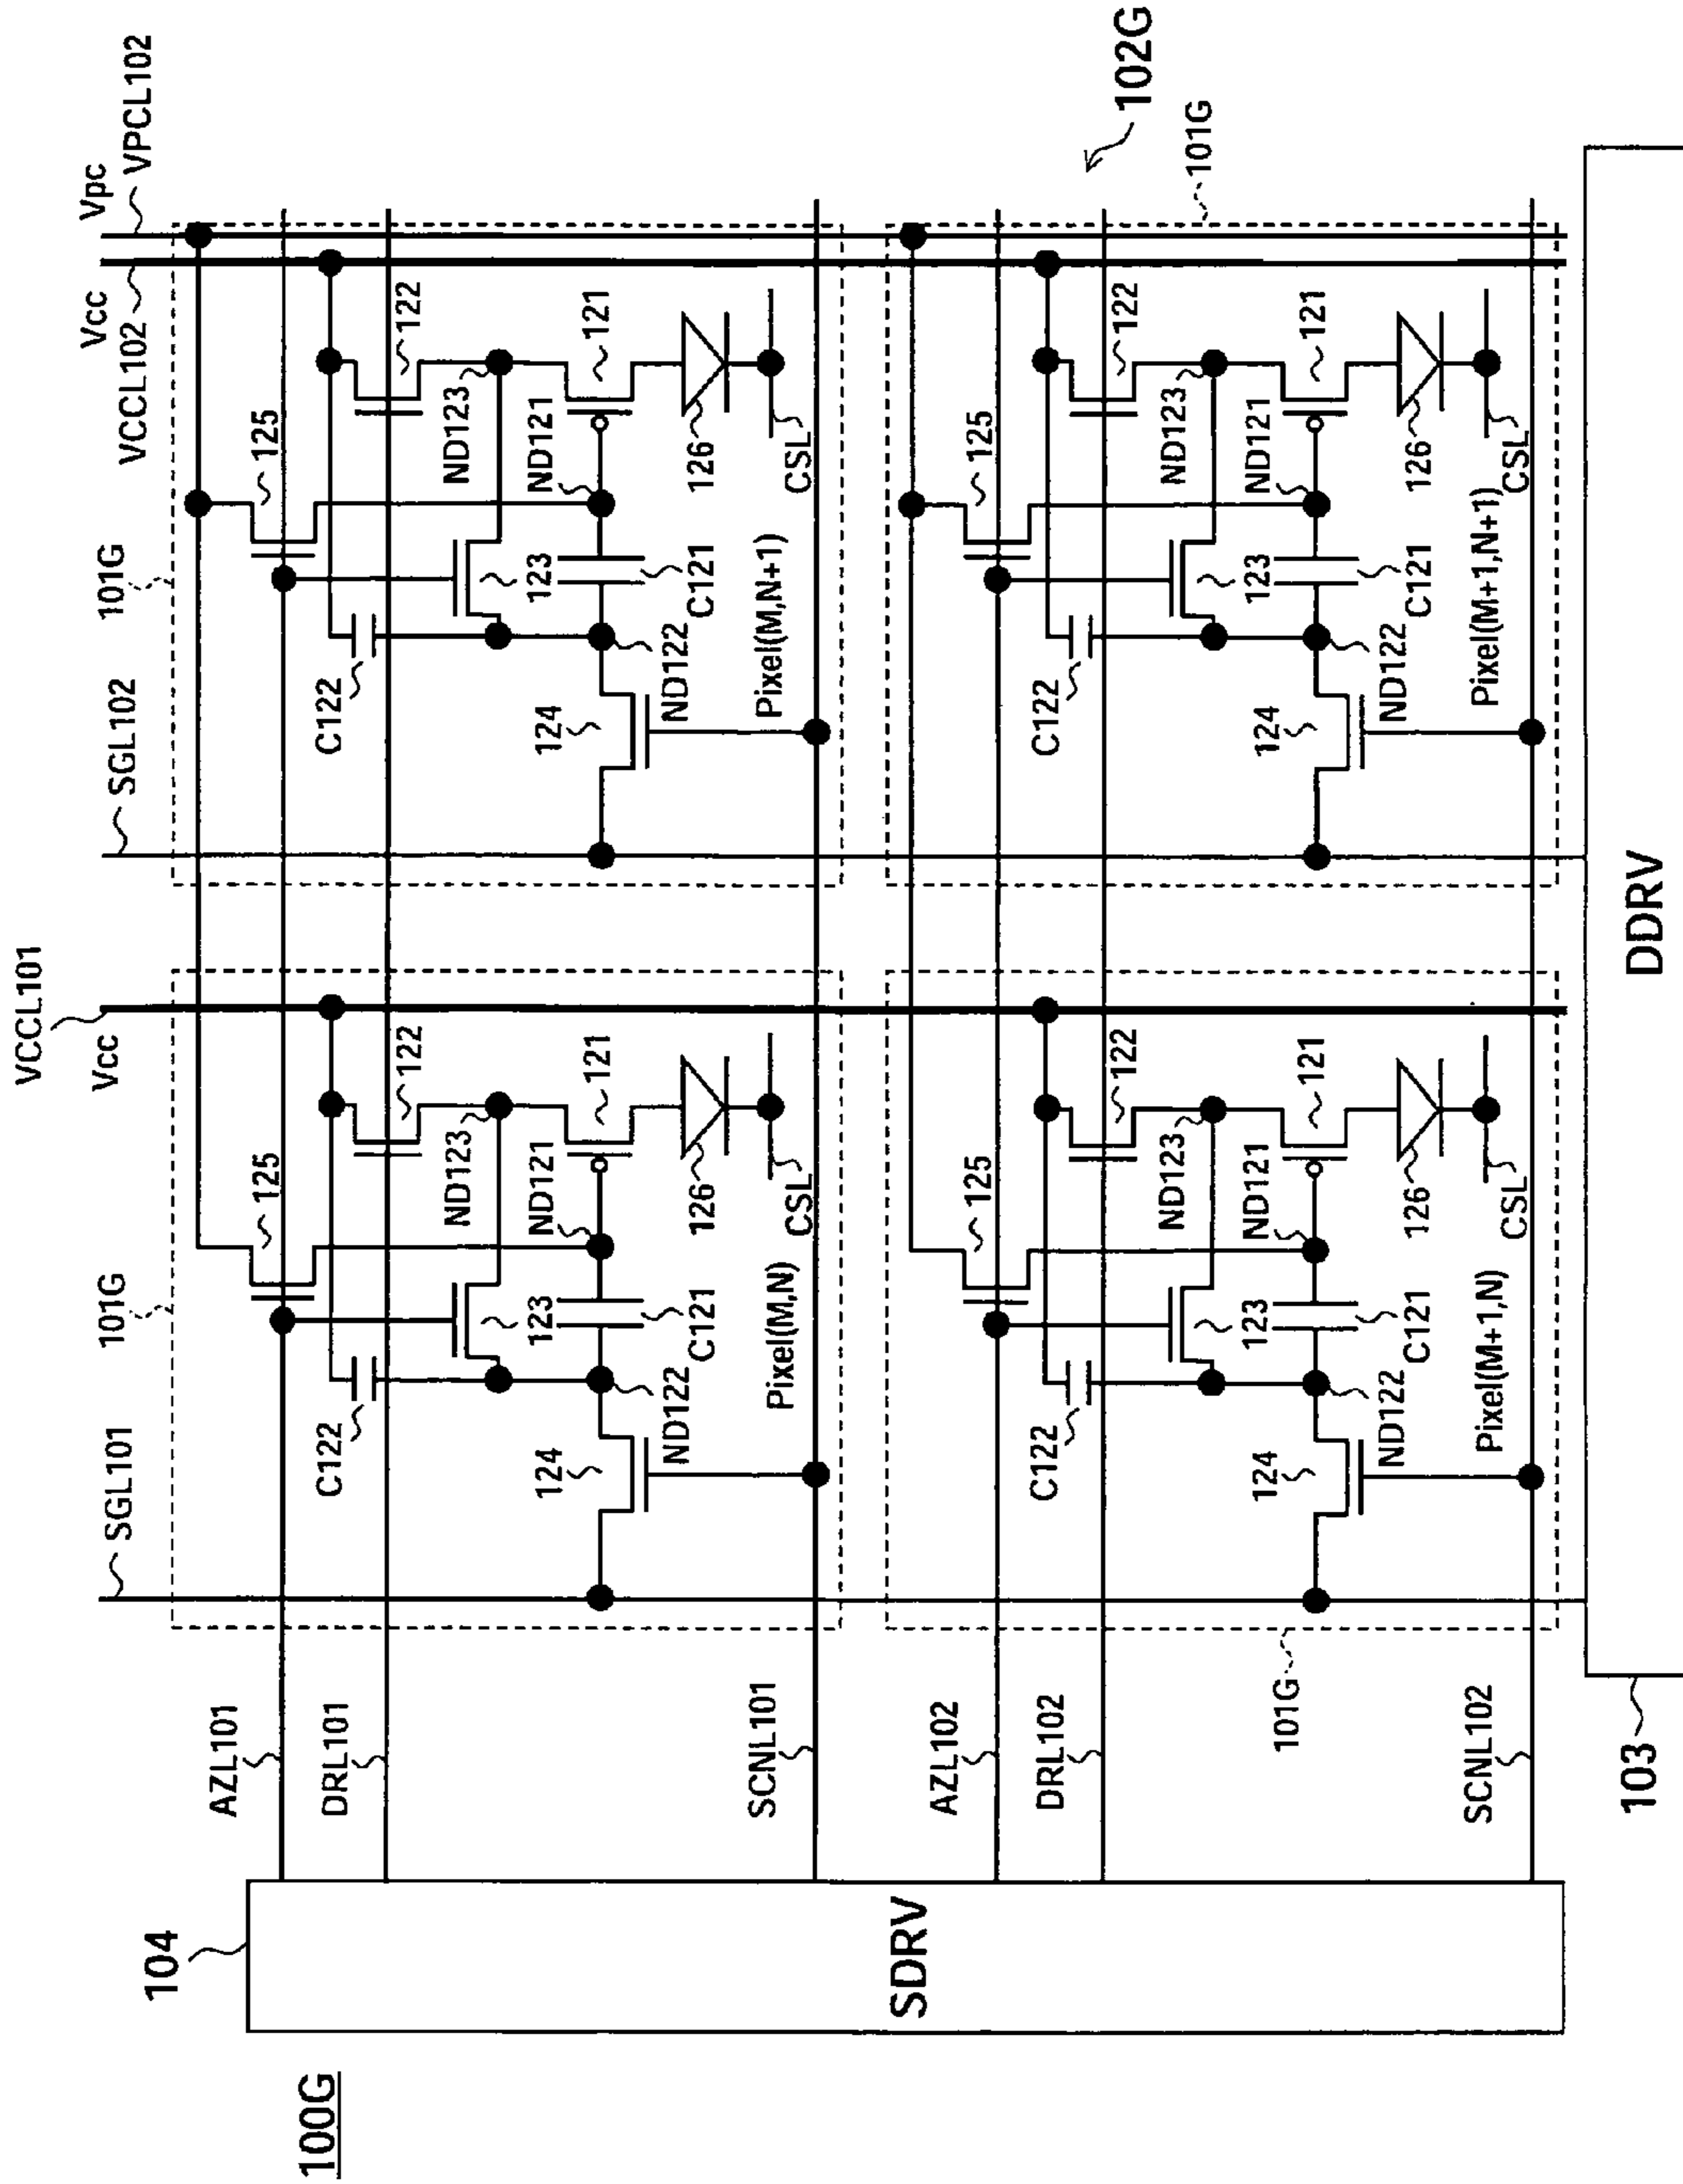 100G
104
SDRV
AZL101
DRL101
SCNL101
AZL102
DRL102
SCNL102
103
DDRV
102G
VCCL101
Vcc
SGL101
101G
C122
125
122
ND123
123
121
ND121
124
C121
126
ND122
CSL
Pixel(M,N)
SGL102
101G
VCCL102
Vcc
Vpc
VPCL102
C122
125
122
ND123
123
121
ND121
124
C121
126
ND122
CSL
Pixel(M,N+1)
101G
C122
125
122
ND123
123
121
ND121
124
C121
126
ND122
CSL
Pixel(M+1,N)
101G
C122
125
122
ND123
123
121
ND121
124
C121
126
ND122
CSL
Pixel(M+1,N+1)